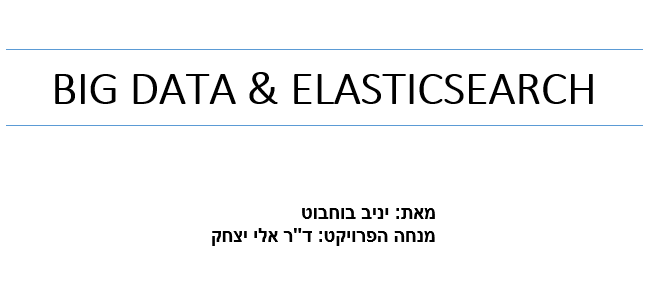 BIG DATA & ELASTICSEARCH
מאת: יניב בוחבוט
מנחה הפרויקט: ד"ר אלי יצחק